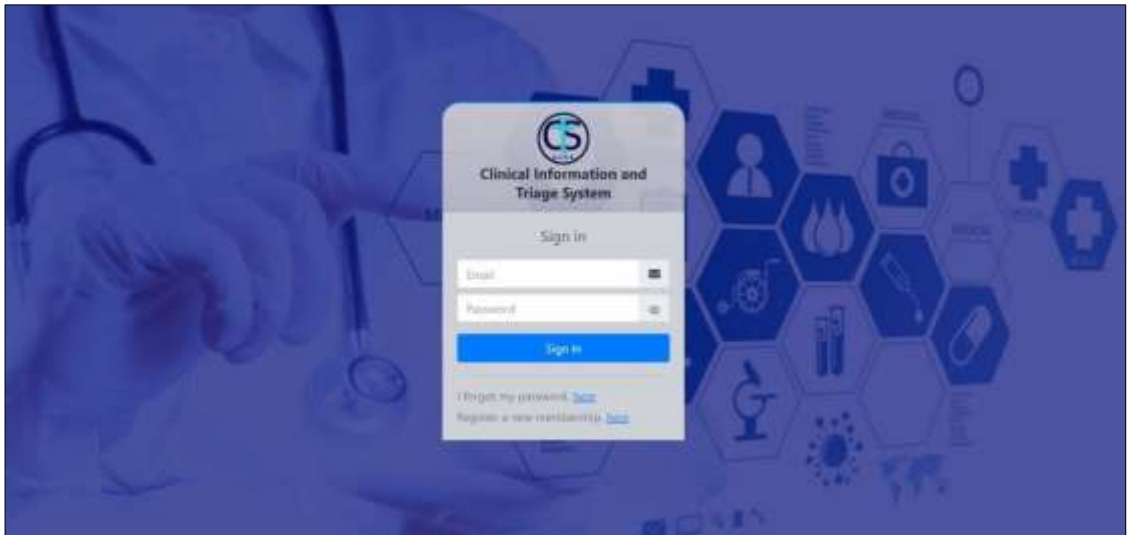 Clinical Information and
Triage System
Sign in
Email
Password
Sign In
I forgot my password, here
Register a new membership, here
MEDICAL